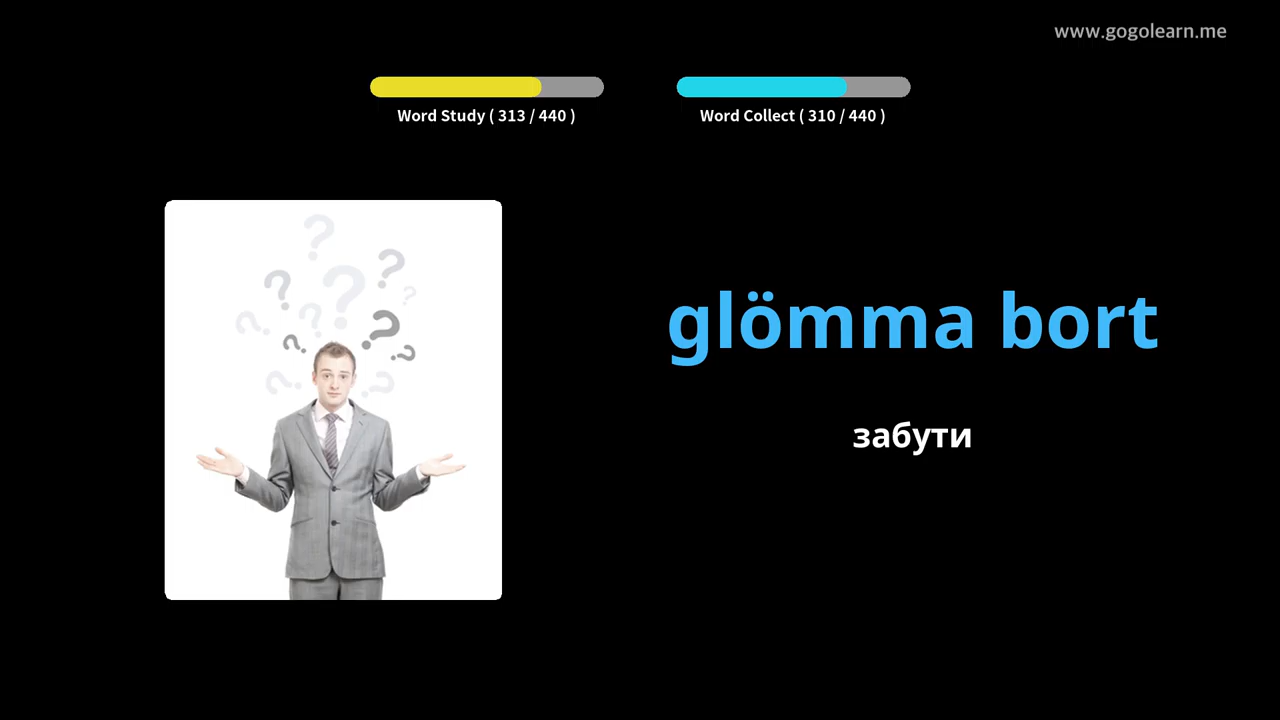 www.gogolearn.me
Word Study ( 313 / 440 )
Word Collect ( 310 / 440 )
glömma bort
забути